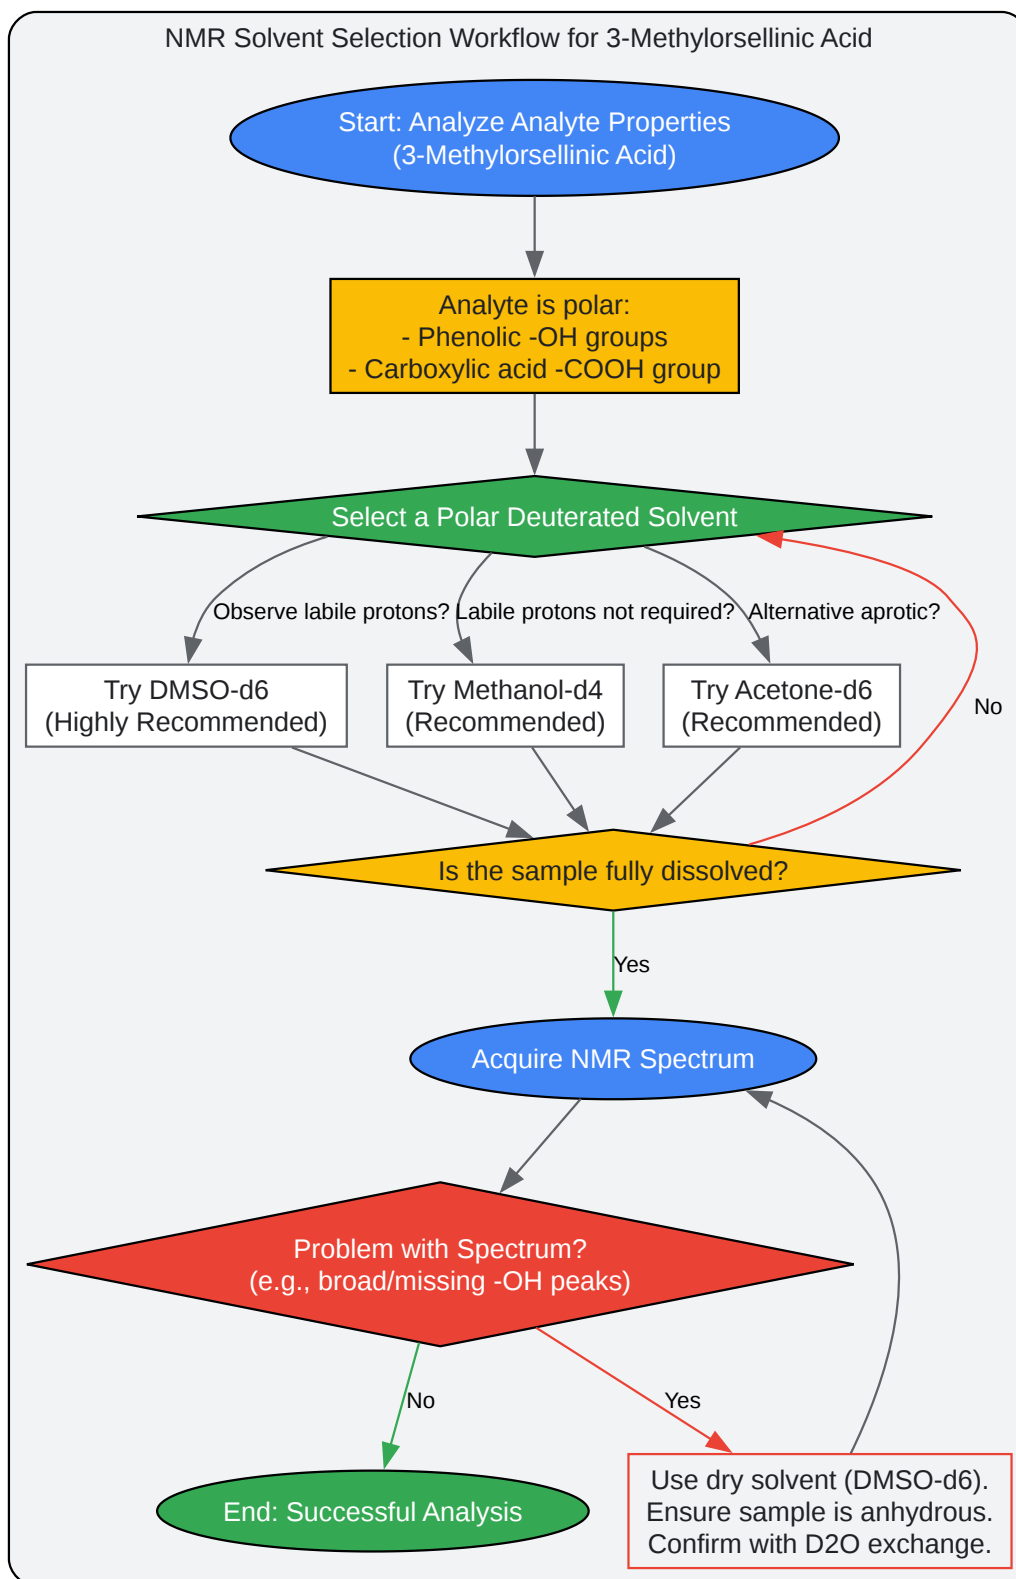 NMR Solvent Selection Workflow for 3-Methylorsellinic Acid
Start: Analyze Analyte Properties
(3-Methylorsellinic Acid)
Analyte is polar:
- Phenolic -OH groups
- Carboxylic acid -COOH group
Select a Polar Deuterated Solvent
Observe labile protons?
Labile protons not required?
Alternative aprotic?
Try DMSO-d6
(Highly Recommended)
Try Methanol-d4
(Recommended)
Try Acetone-d6
(Recommended)
No
Is the sample fully dissolved?
Yes
Acquire NMR Spectrum
Problem with Spectrum?
(e.g., broad/missing -OH peaks)
No
Yes
End: Successful Analysis
Use dry solvent (DMSO-d6).
Ensure sample is anhydrous.
Confirm with D2O exchange.